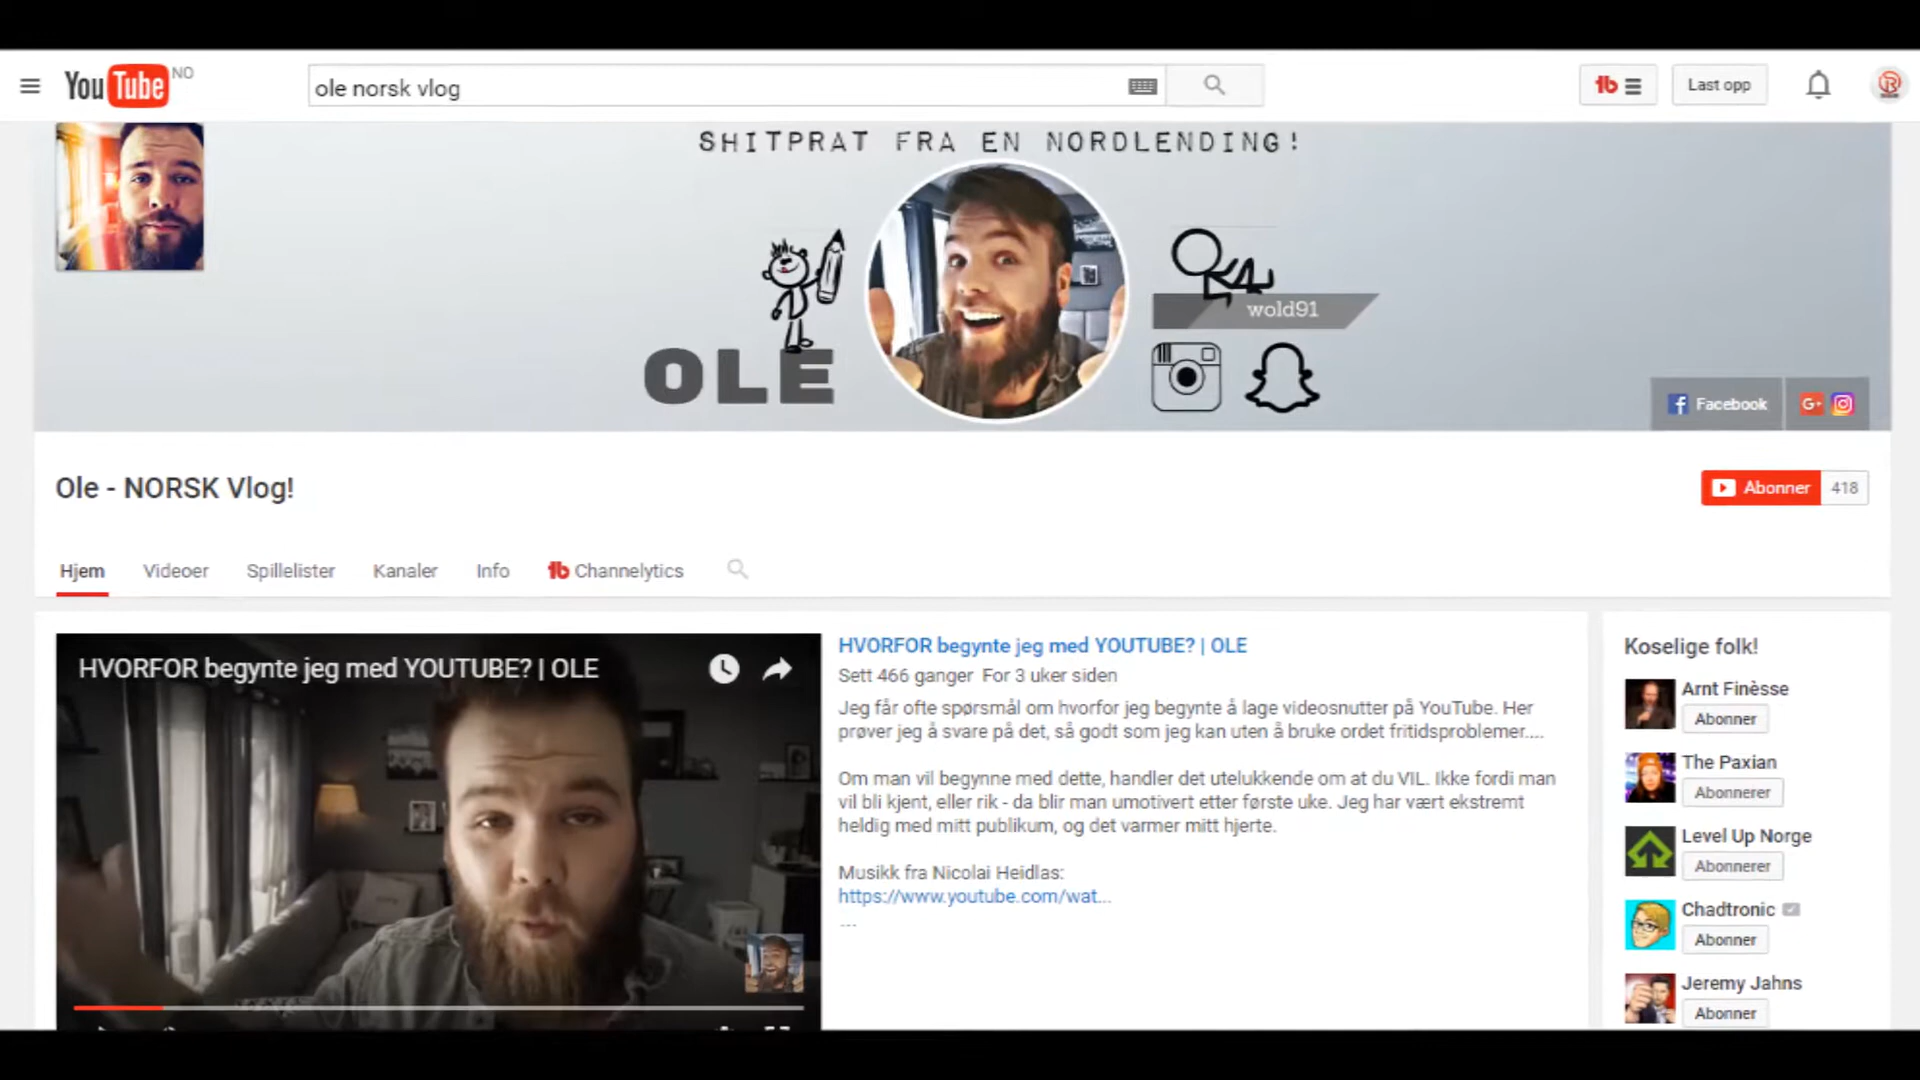 YouTube NO
ole norsk vlog
Last opp
SHITPRAT FRA EN NORDLENDING!
wold91
OLE
Facebook
G+
Ole - NORSK Vlog!
Abonner 418
Hjem Videoer Spillelister Kanaler Info Channelytics
HVORFOR begynte jeg med YOUTUBE? | OLE
HVORFOR begynte jeg med YOUTUBE? | OLE
Sett 466 ganger For 3 uker siden
Jeg får ofte spørsmål om hvorfor jeg begynte å lage videosnutter på YouTube. Her
prøver jeg å svare på det, så godt som jeg kan uten å bruke ordet fritidsproblemer....
Om man vil begynne med dette, handler det utelukkende om at du VIL. Ikke fordi man
vil bli kjent, eller rik - da blir man umotivert etter første uke. Jeg har vært ekstremt
heldig med mitt publikum, og det varmer mitt hjerte.
Musikk fra Nicolai Heidlas:
https://www.youtube.com/wat...
---
Koselige folk!
Arnt Finèsse
Abonner
The Paxian
Abonnerer
Level Up Norge
Abonnerer
Chadtronic
Abonner
Jeremy Jahns
Abonner